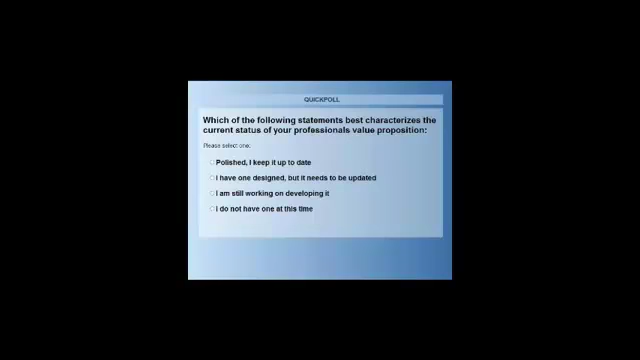 QUICKPOLL
Which of the following statements best characterizes the
current status of your professionals value proposition:
Please select one:
Polished, I keep it up to date
I have one designed, but it needs to be updated
I am still working on developing it
I do not have one at this time